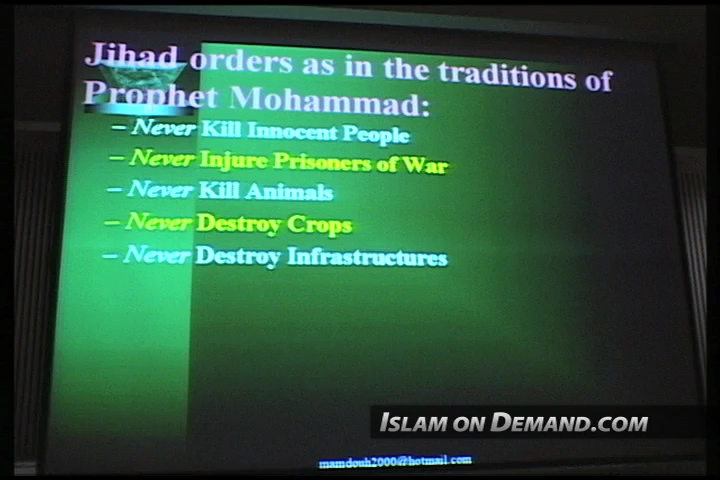 Jihad orders as in the traditions of
Prophet Mohammad:
– Never Kill Innocent People
– Never Injure Prisoners of War
– Never Kill Animals
– Never Destroy Crops
– Never Destroy Infrastructures
ISLAM ON DEMAND.COM
mamdouh2000@hotmail.com